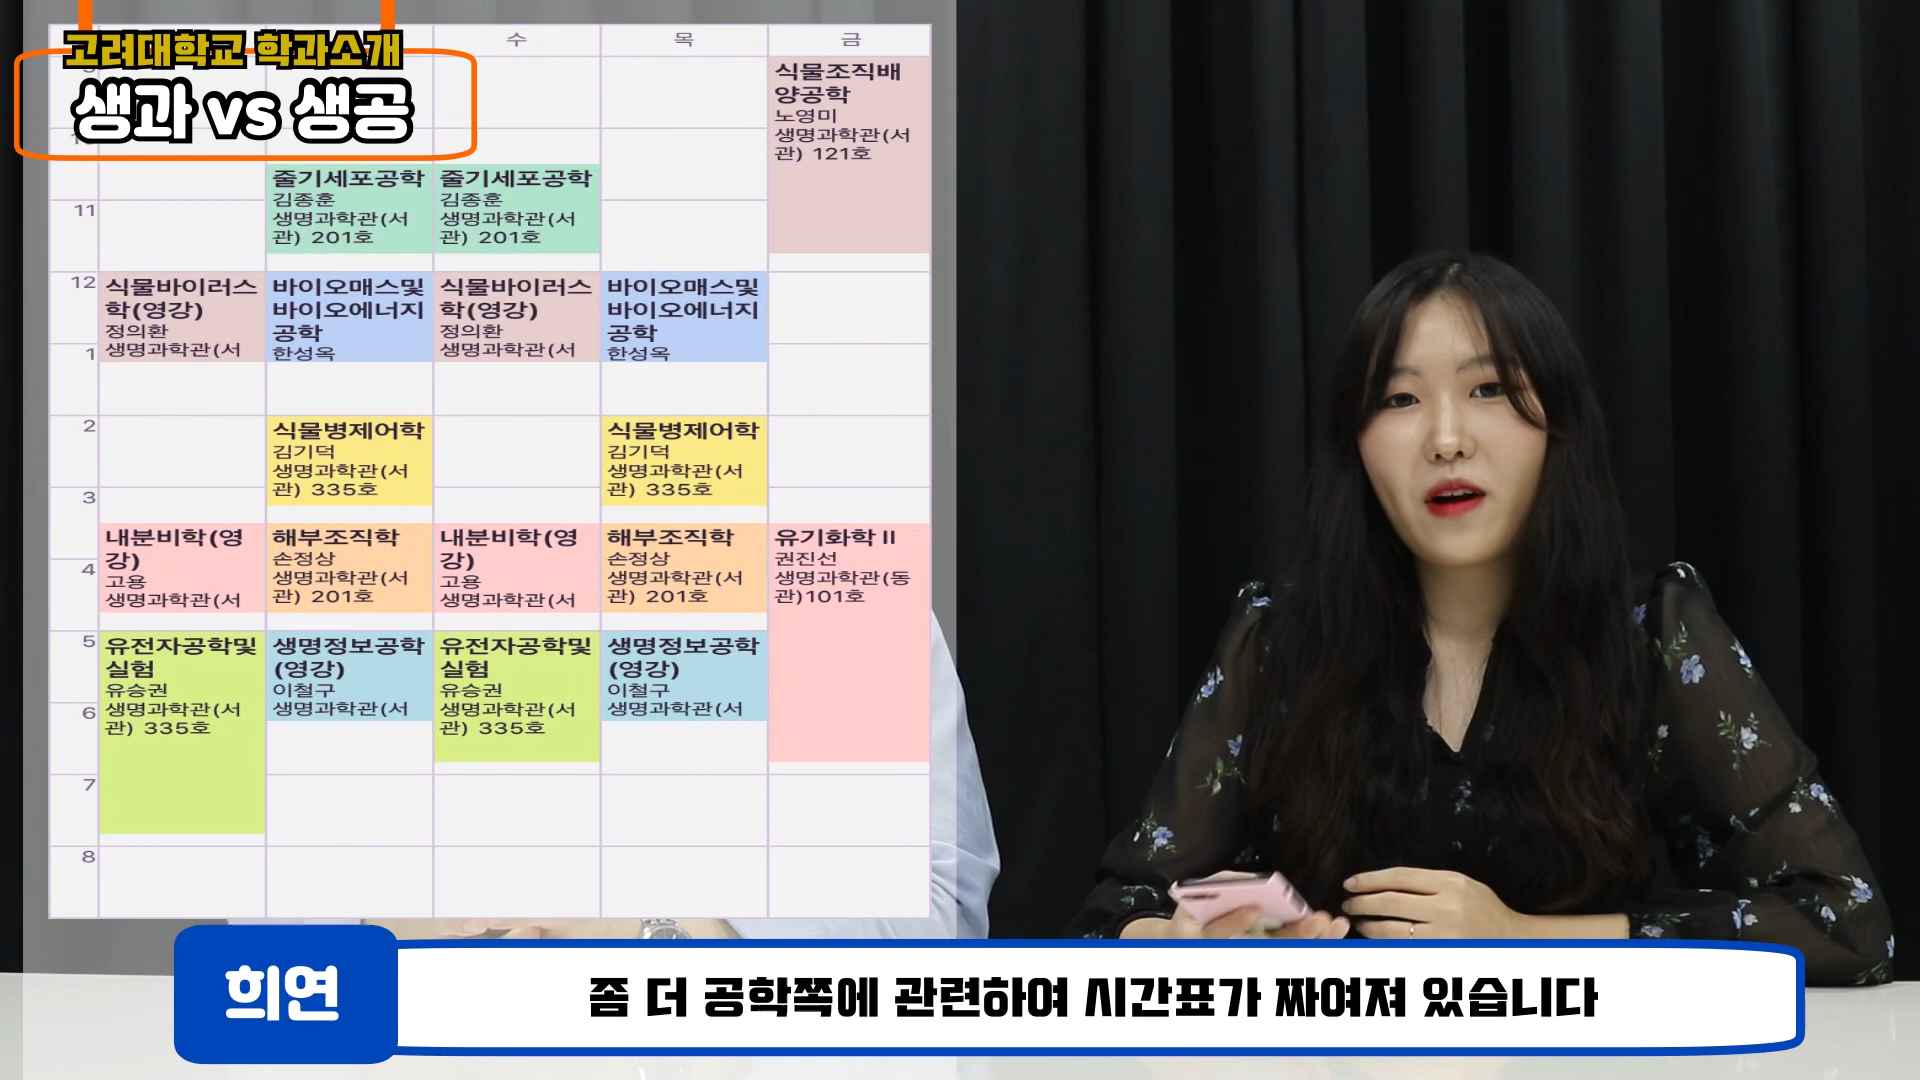 고려대학교 학과소개
생과 vs 생공
수
목
금
식물조직배
양공학
노영미
생명과학관(서
관) 121호
줄기세포공학
김종훈
생명과학관(서
관) 201호
줄기세포공학
김종훈
생명과학관(서
관) 201호
11
12
식물바이러스
학(영강)
정의환
생명과학관(서
바이오매스및
바이오에너지
공학
한성옥
식물바이러스
학(영강)
정의환
생명과학관(서
바이오매스및
바이오에너지
공학
한성옥
1
2
식물병제어학
김기덕
생명과학관(서
관) 335호
식물병제어학
김기덕
생명과학관(서
관) 335호
3
내분비학(영
강)
고용
생명과학관(서
해부조직학
손정상
생명과학관(서
관) 201호
내분비학(영
강)
고용
생명과학관(서
해부조직학
손정상
생명과학관(서
관) 201호
유기화학 II
권진선
생명과학관(동
관)101호
4
5
유전자공학및
실험
유승권
생명과학관(서
관) 335호
생명정보공학
(영강)
이철구
생명과학관(서
유전자공학및
실험
유승권
생명과학관(서
관) 335호
생명정보공학
(영강)
이철구
생명과학관(서
6
7
8
희연
좀 더 공학쪽에 관련하여 시간표가 짜여져 있습니다